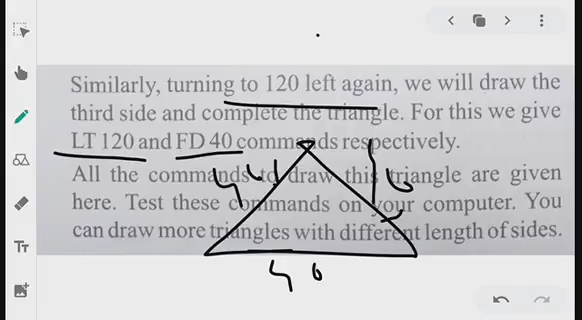 Similarly, turning to 120 left again, we will draw the
third side and complete the triangle. For this we give
LT 120 and FD 40 commands respectively.
All the commands to draw this triangle are given
here. Test these commands on your computer. You
can draw more triangles with different length of sides.
40
Tt